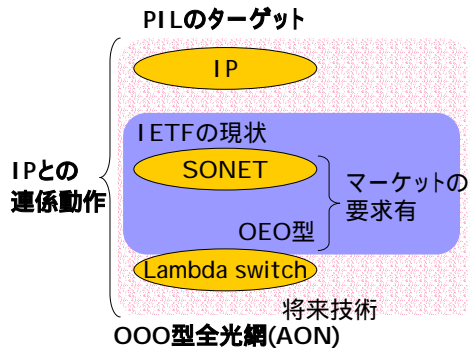 PILのターゲット
IP
IETFの現状
SONET
IPとの
連係動作
マーケットの
要求有
OEO型
Lambda switch
将来技術
OOO型全光網(AON)